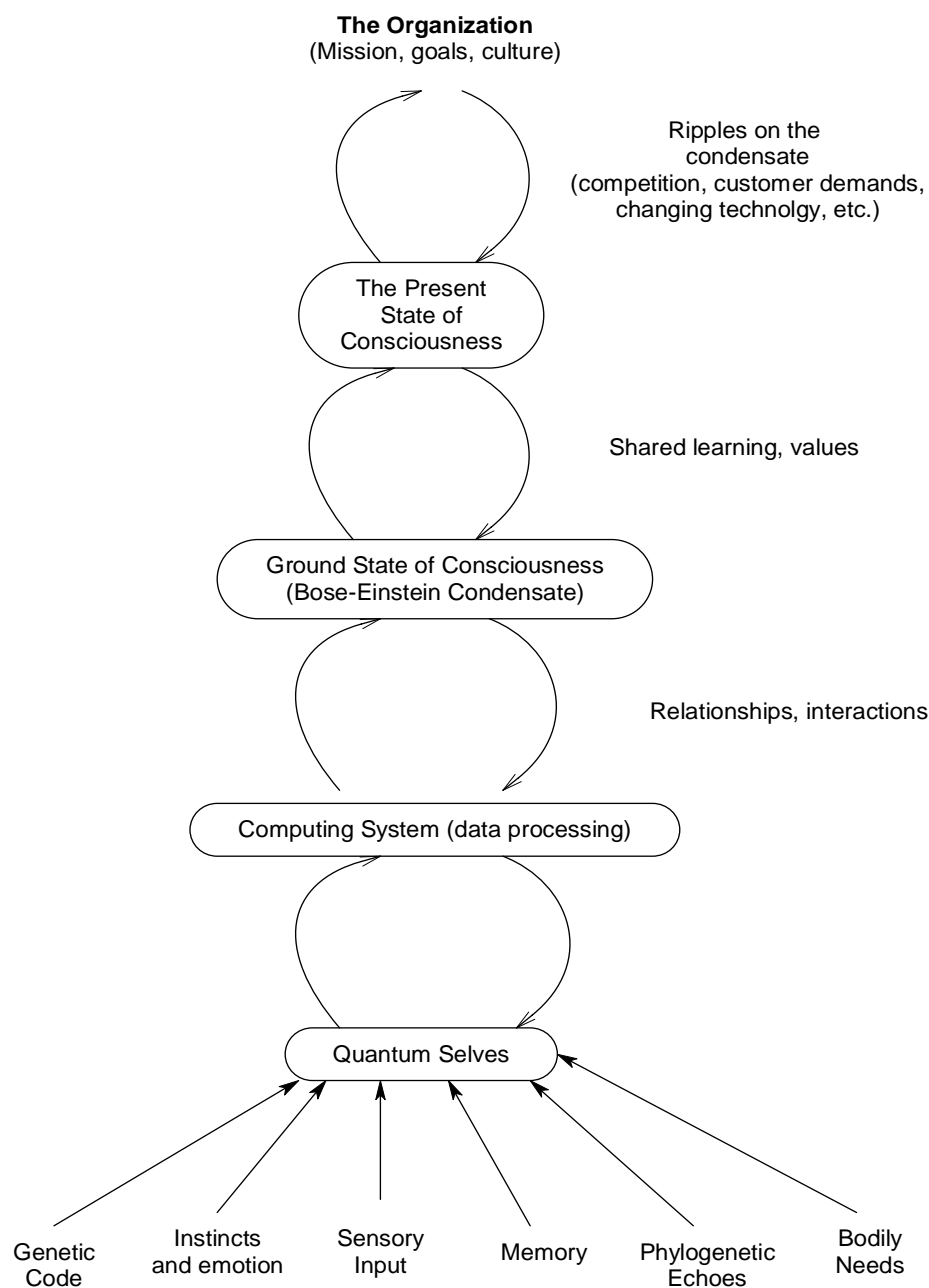 The Organization
(Mission, goals, culture)
Ripples on the
condensate
(competition, customer demands,
changing technolgy, etc.)
The Present
State of
Consciousness
Shared learning, values
Ground State of Consciousness
(Bose-Einstein Condensate)
Relationships, interactions
Computing System (data processing)
Quantum Selves
Genetic
Code
Instincts
and emotion
Sensory
Input
Memory
Phylogenetic
Echoes
Bodily
Needs